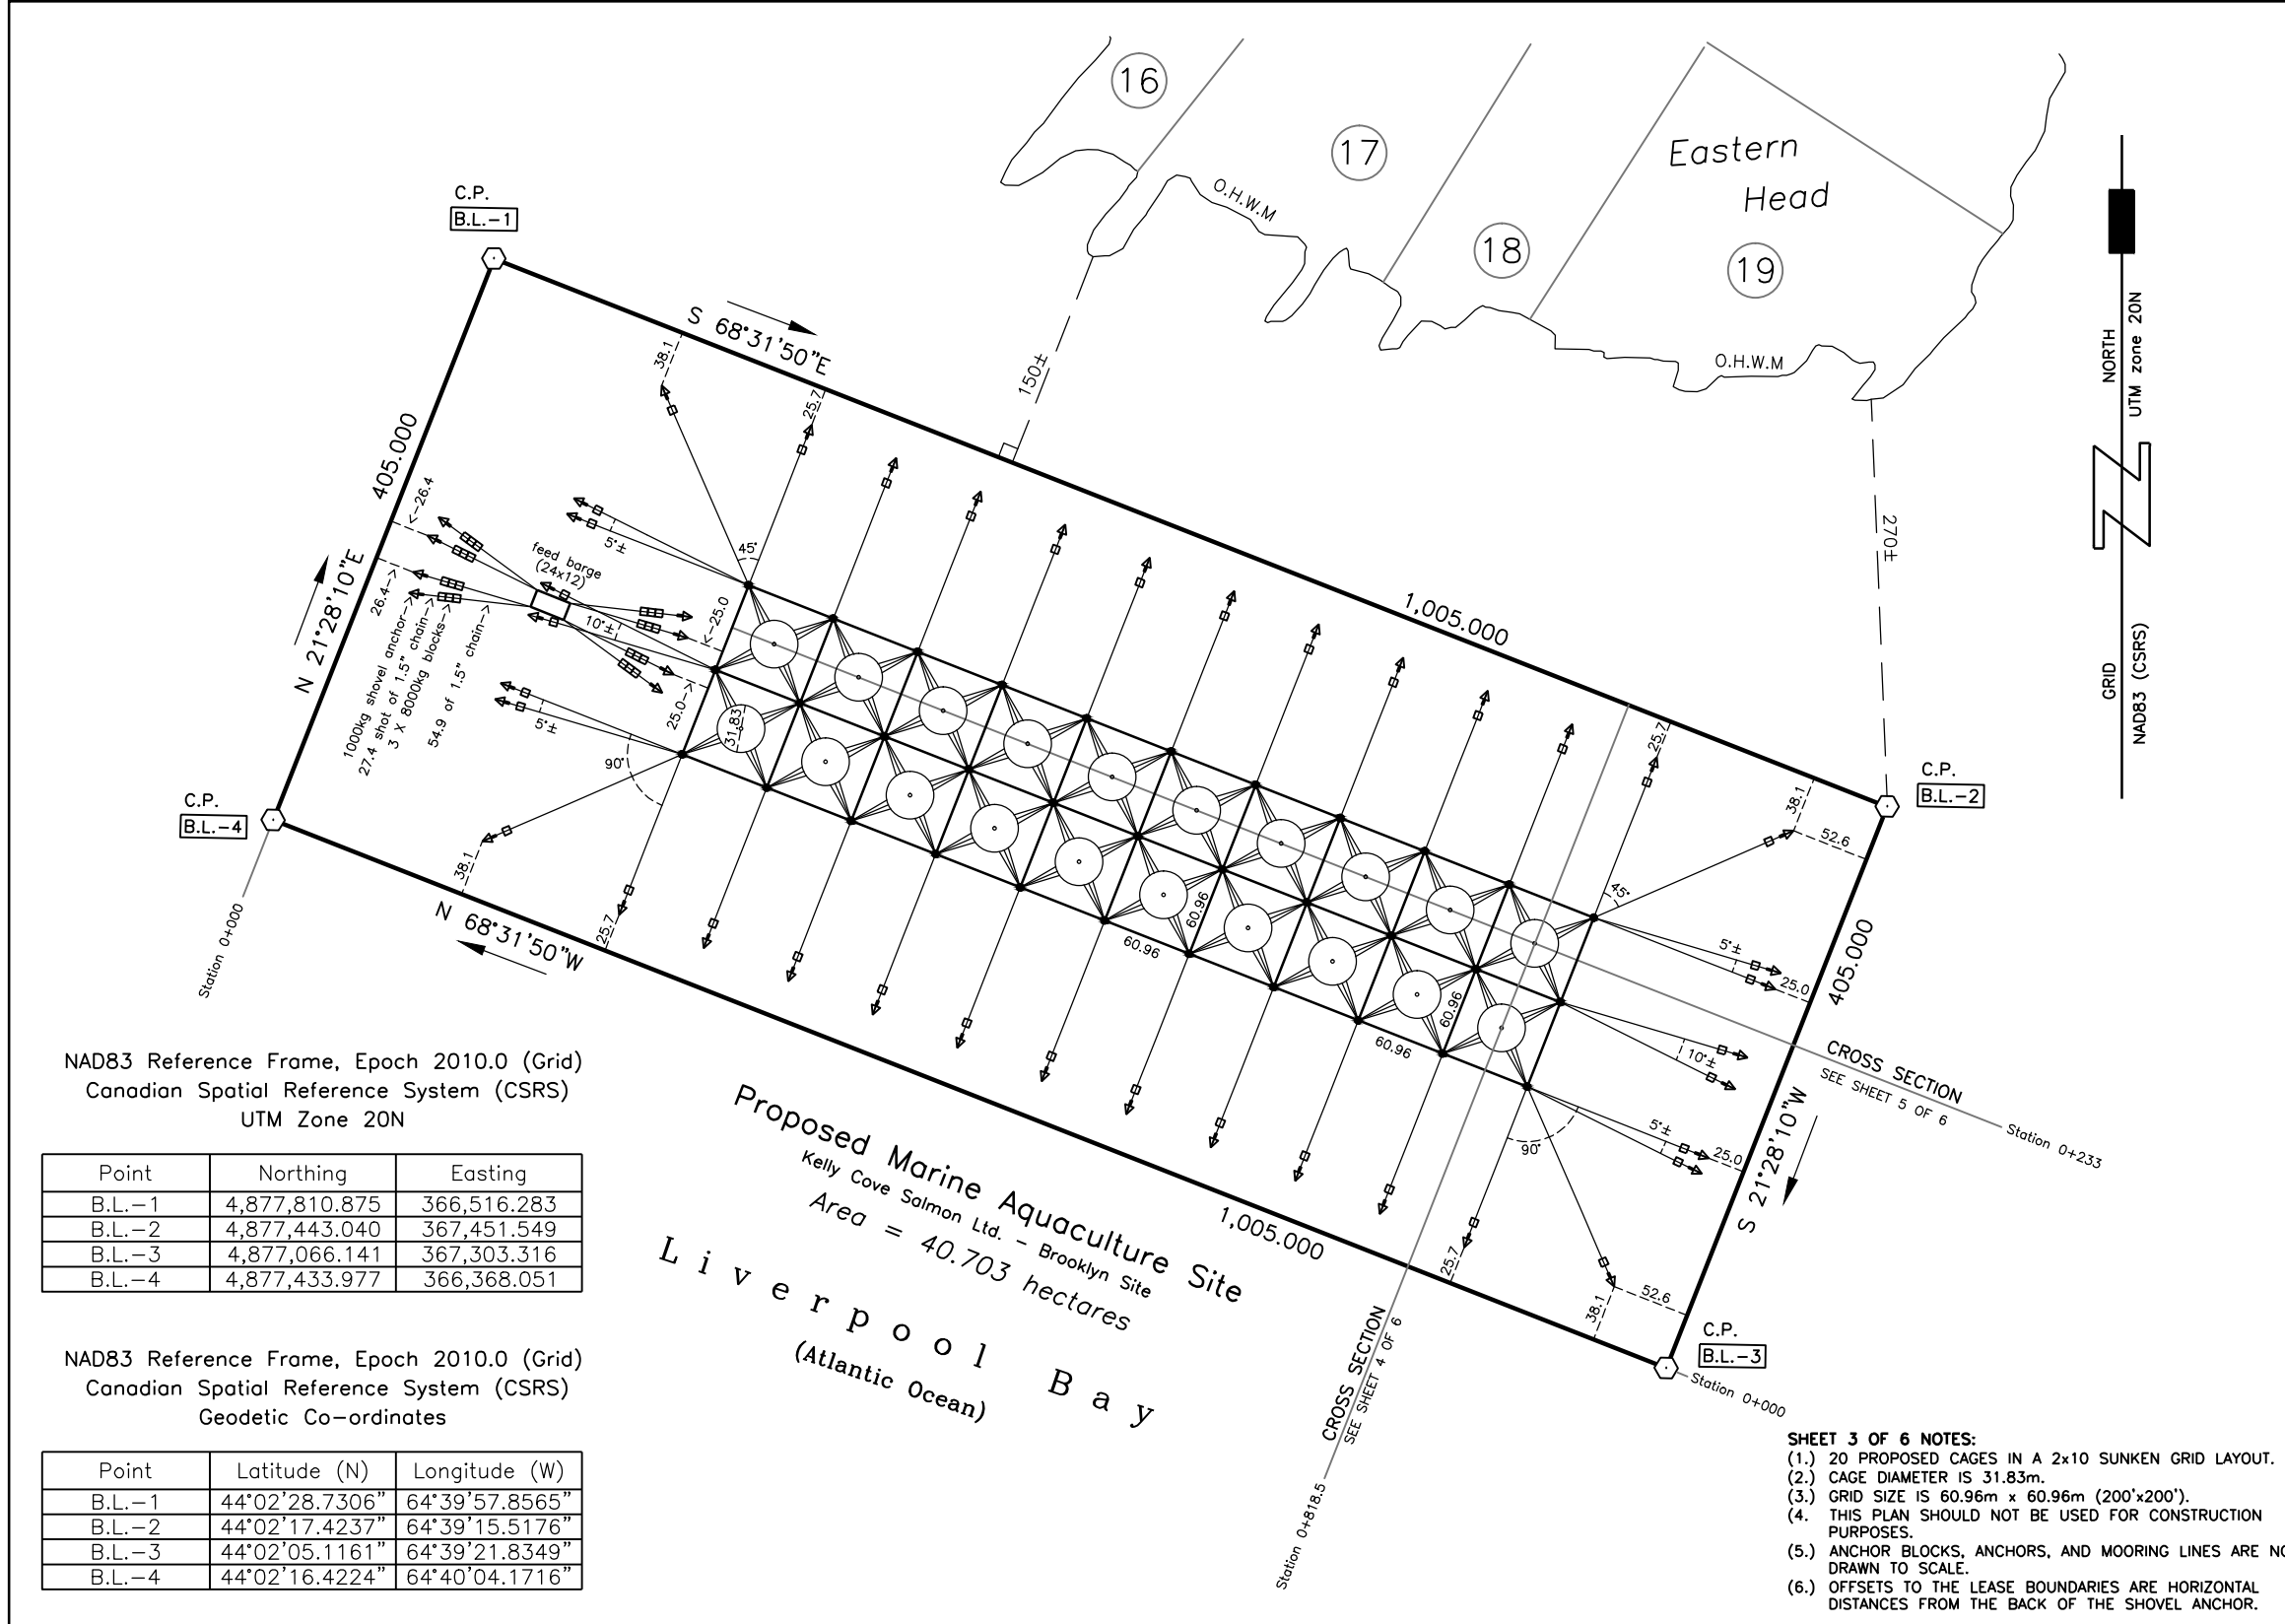 16
17
18
19
Eastern
Head
O.H.W.M
O.H.W.M
C.P.
B.L.-1
S 68°31'50"E
150±
270±
NORTH
UTM zone 20N
GRID
NAD83 (CSRS)
405.000
N 21°28'10"E
1,005.000
38.1
25.7
←26.4
26.4→
5°±
45°
feed barge
(24x12)
10°±
←25.0
25.0→
1000kg shovel anchor→
27.4 shot of 1.5" chain→
3 X 8000kg blocks→
54.9 of 1.5" chain→
5°±
90°
31.83
38.1
25.7
C.P.
B.L.-4
Station 0+000
N 68°31'50"W
60.96
60.96
60.96
60.96
25.7
38.1
52.6
45°
C.P.
B.L.-2
5°±
25.0
405.000
10°±
CROSS SECTION
SEE SHEET 5 OF 6
Station 0+233
S 21°28'10"W
5°±
25.0
90°
25.7
38.1
52.6
1,005.000
C.P.
B.L.-3
Station 0+000
CROSS SECTION
SEE SHEET 4 OF 6
Station 0+818.5
Proposed Marine Aquaculture Site
Kelly Cove Salmon Ltd. - Brooklyn Site
Area = 40.703 hectares
Liverpool Bay
(Atlantic Ocean)
NAD83 Reference Frame, Epoch 2010.0 (Grid)
Canadian Spatial Reference System (CSRS)
UTM Zone 20N
Point Northing Easting
B.L.-1 4,877,810.875 366,516.283
B.L.-2 4,877,443.040 367,451.549
B.L.-3 4,877,066.141 367,303.316
B.L.-4 4,877,433.977 366,368.051
NAD83 Reference Frame, Epoch 2010.0 (Grid)
Canadian Spatial Reference System (CSRS)
Geodetic Co-ordinates
Point Latitude (N) Longitude (W)
B.L.-1 44°02'28.7306" 64°39'57.8565"
B.L.-2 44°02'17.4237" 64°39'15.5176"
B.L.-3 44°02'05.1161" 64°39'21.8349"
B.L.-4 44°02'16.4224" 64°40'04.1716"
SHEET 3 OF 6 NOTES:
(1.) 20 PROPOSED CAGES IN A 2x10 SUNKEN GRID LAYOUT.
(2.) CAGE DIAMETER IS 31.83m.
(3.) GRID SIZE IS 60.96m x 60.96m (200'x200').
(4. THIS PLAN SHOULD NOT BE USED FOR CONSTRUCTION
PURPOSES.
(5.) ANCHOR BLOCKS, ANCHORS, AND MOORING LINES ARE NO
DRAWN TO SCALE.
(6.) OFFSETS TO THE LEASE BOUNDARIES ARE HORIZONTAL
DISTANCES FROM THE BACK OF THE SHOVEL ANCHOR.